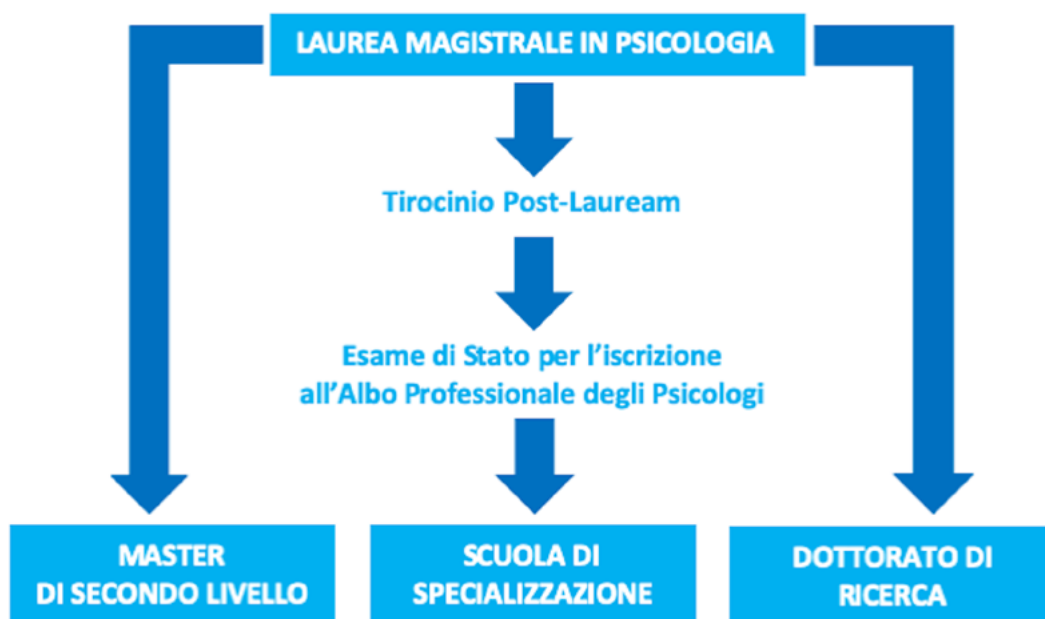 LAUREA MAGISTRALE IN PSICOLOGIA
Tirocinio Post-Lauream
Esame di Stato per l’iscrizione
all’Albo Professionale degli Psicologi
MASTER
DI SECONDO LIVELLO
SCUOLA DI
SPECIALIZZAZIONE
DOTTORATO DI
RICERCA